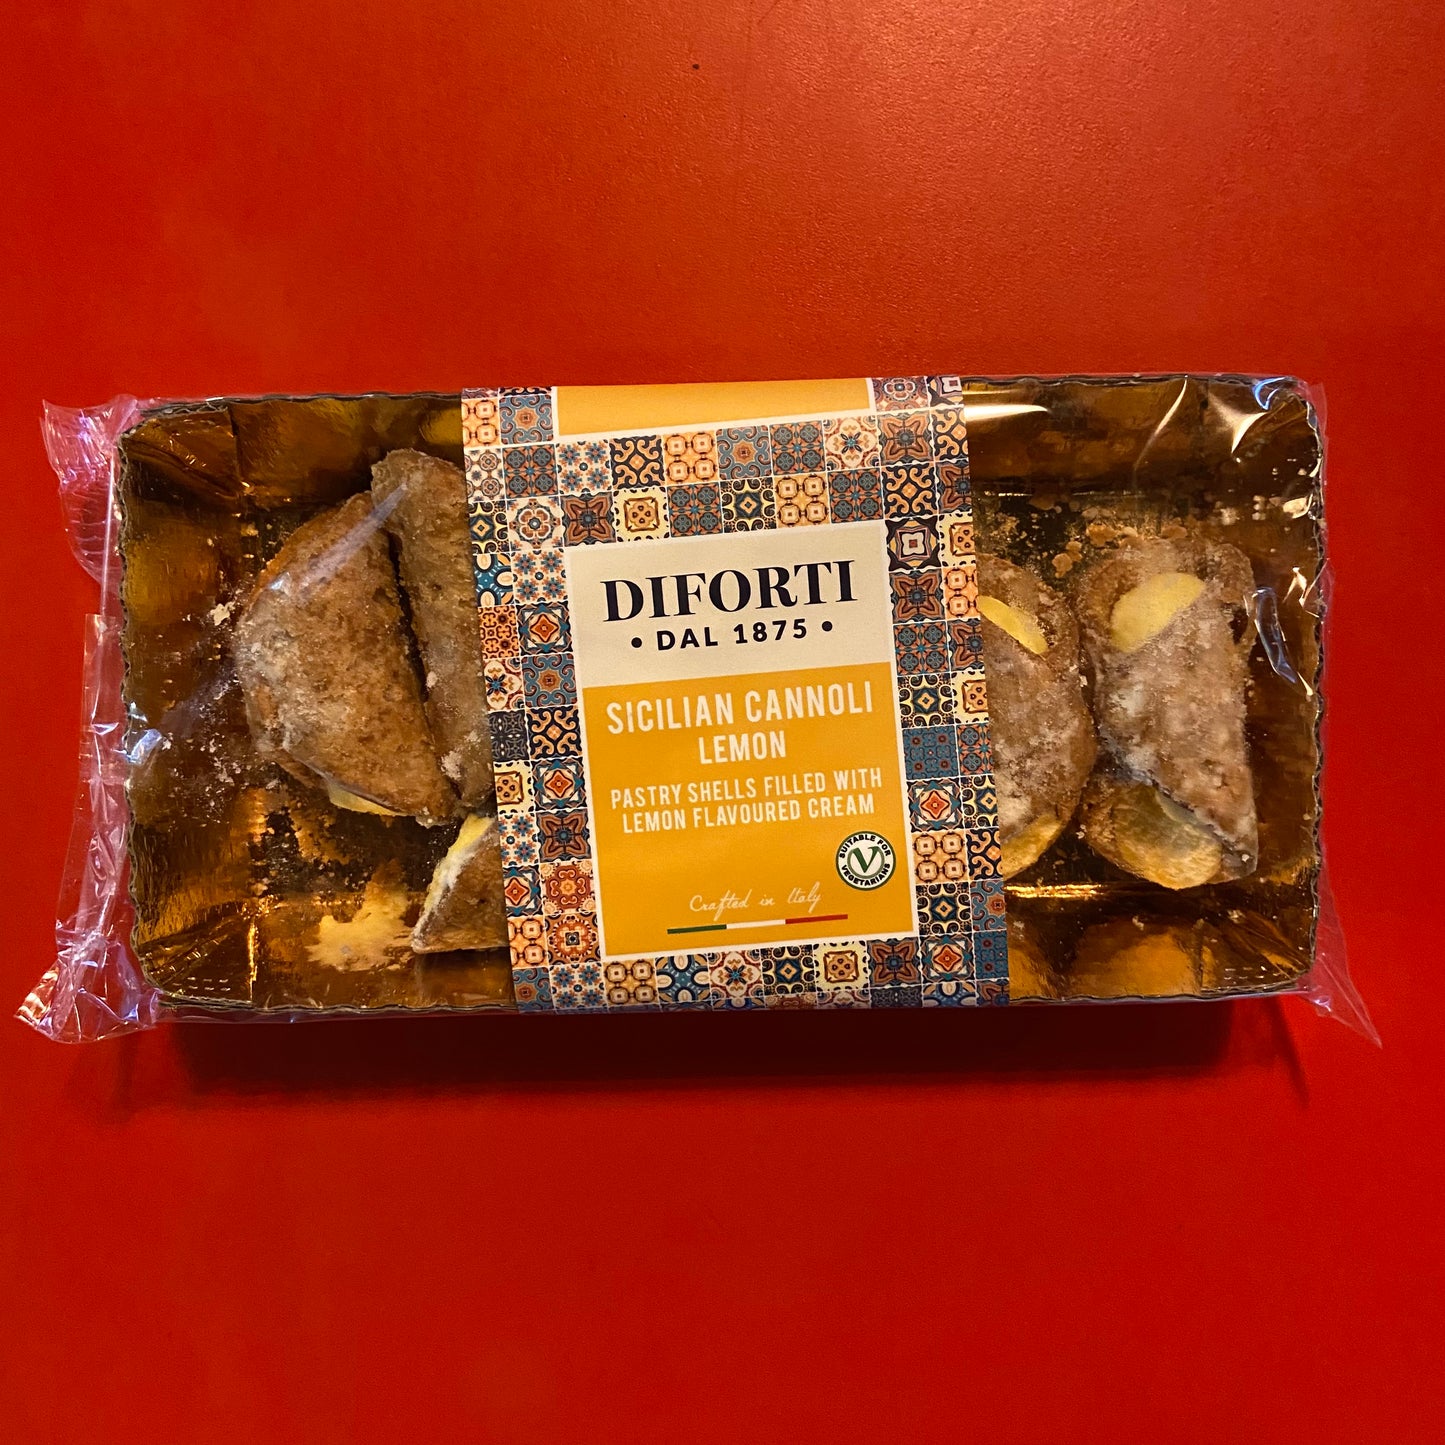 DIFORTI
• DAL 1875 •
SICILIAN CANNOLI
LEMON
PASTRY SHELLS FILLED WITH
LEMON FLAVOURED CREAM
SUITABLE FOR
V
VEGETARIANS
Crafted in Italy